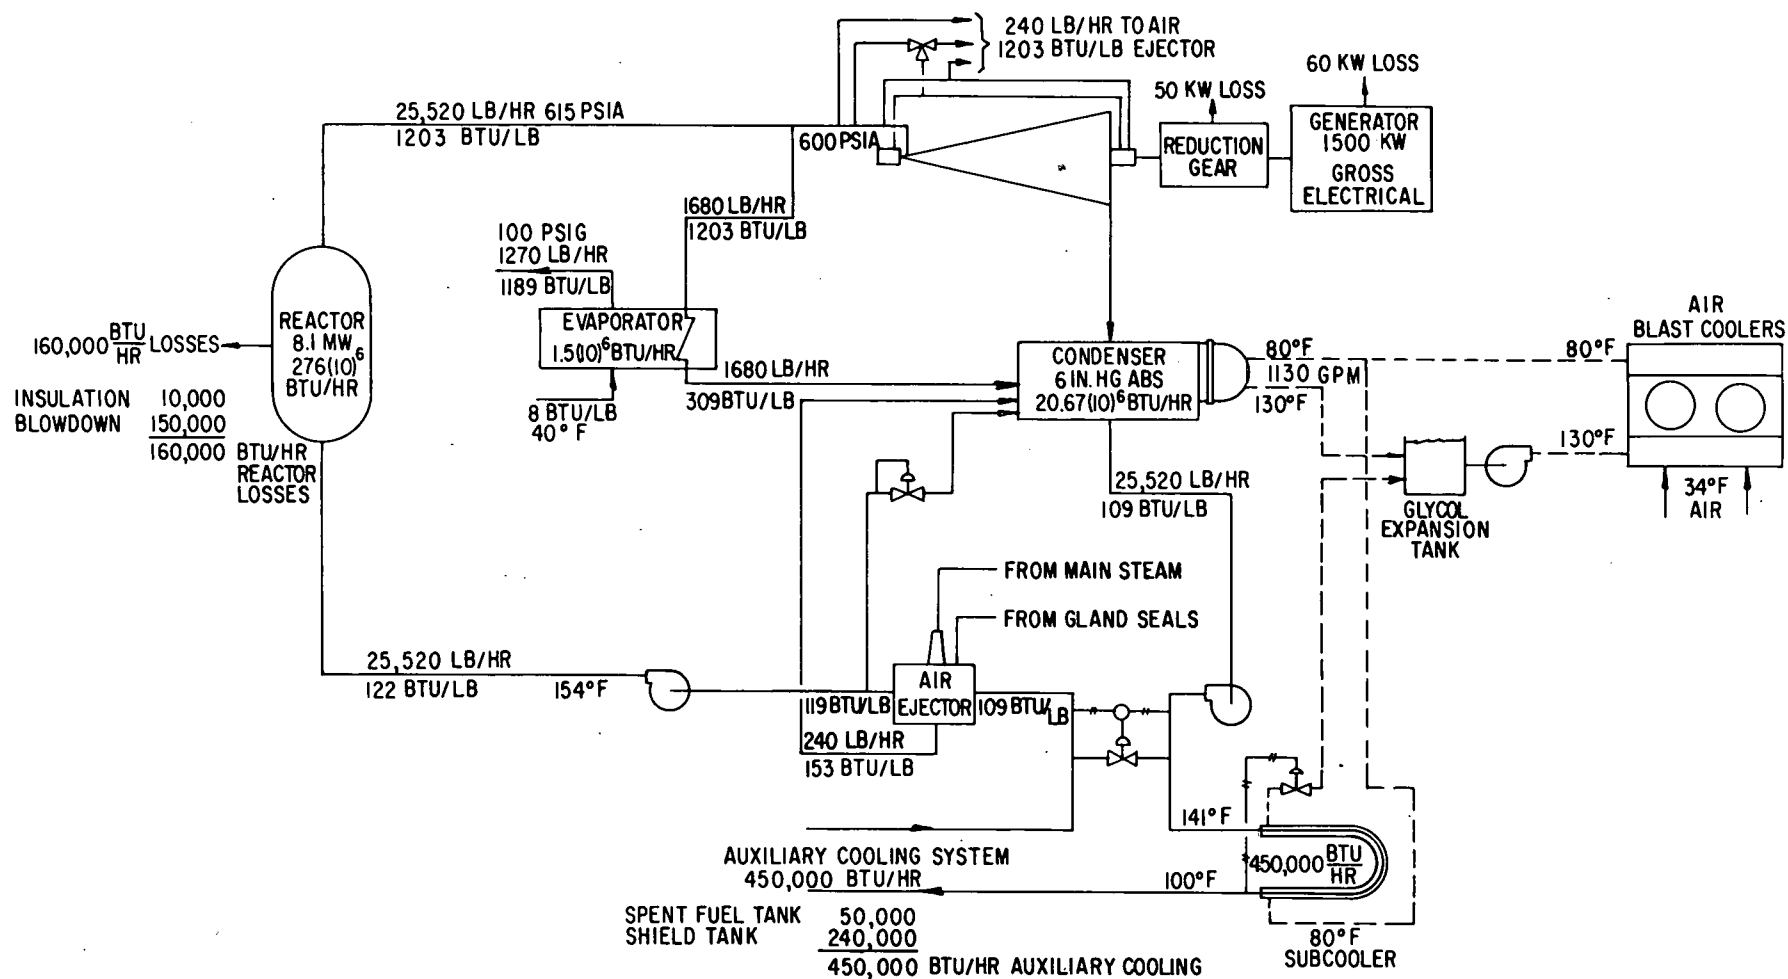 240 LB/HR TO AIR
1203 BTU/LB EJECTOR
60 KW LOSS
50 KW LOSS
25,520 LB/HR 615 PSIA
1203 BTU/LB
600 PSIA
REDUCTION
GEAR
GENERATOR
1500 KW
GROSS
ELECTRICAL
1680 LB/HR
1203 BTU/LB
100 PSIG
1270 LB/HR
1189 BTU/LB
EVAPORATOR
1.5(10)⁶BTU/HR
8 BTU/LB
40°F
1680 LB/HR
309 BTU/LB
160,000 BTU/HR LOSSES
REACTOR
8.1 MW
276(10)⁶
BTU/HR
INSULATION 10,000
BLOWDOWN 150,000
160,000 BTU/HR
REACTOR
LOSSES
CONDENSER
6 IN. HG ABS
20.67(10)⁶BTU/HR
80°F
1130 GPM
130°F
AIR
BLAST COOLERS
80°F
130°F
34°F
AIR
GLYCOL
EXPANSION
TANK
25,520 LB/HR
109 BTU/LB
FROM MAIN STEAM
FROM GLAND SEALS
25,520 LB/HR
122 BTU/LB 154°F
119 BTU/LB
AIR
EJECTOR
109 BTU/LB
240 LB/HR
153 BTU/LB
141°F
450,000 BTU/HR
100°F
80°F
SUBCOOLER
AUXILIARY COOLING SYSTEM
450,000 BTU/HR
SPENT FUEL TANK 50,000
SHIELD TANK 240,000
450,000 BTU/HR AUXILIARY COOLING